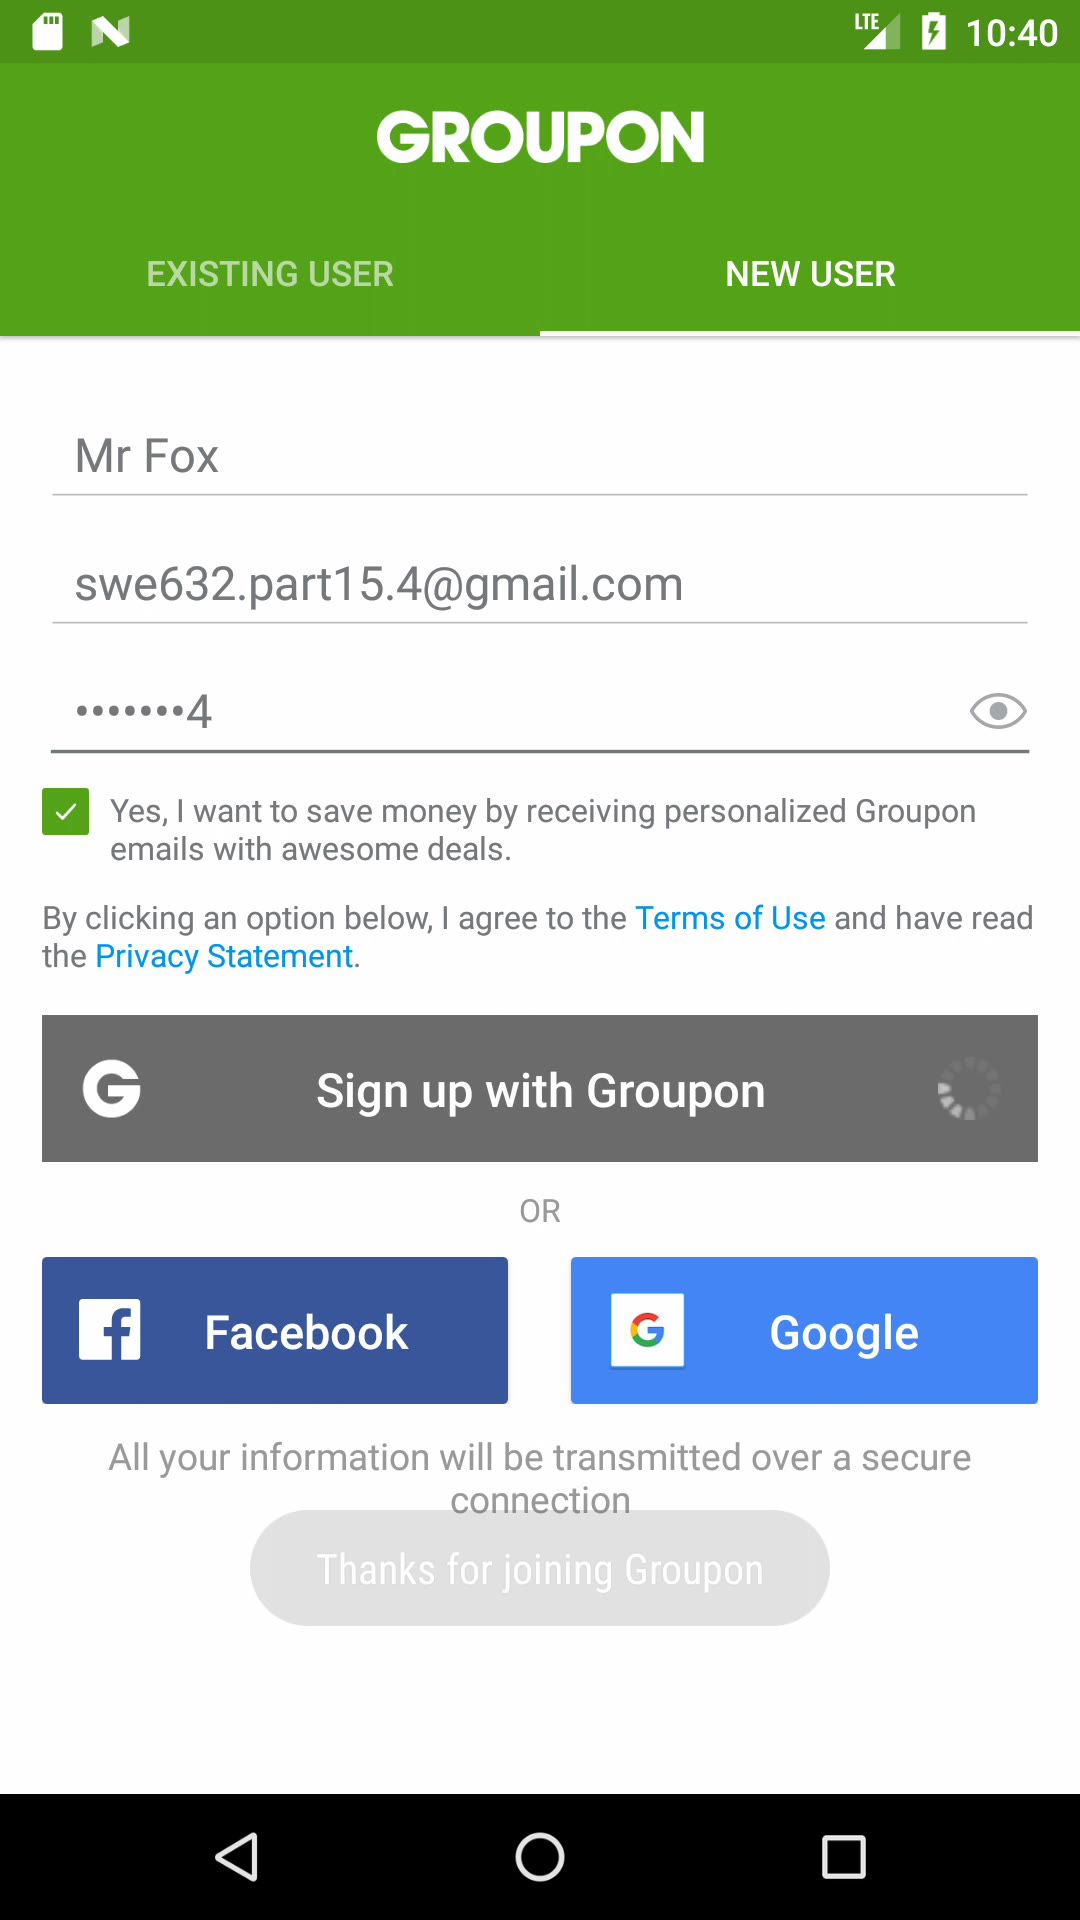 LTE 10:40
GROUPON
EXISTING USER
NEW USER
Mr Fox
swe632.part15.4@gmail.com
•••••••4
Yes, I want to save money by receiving personalized Groupon
emails with awesome deals.
By clicking an option below, I agree to the Terms of Use and have read
the Privacy Statement.
G Sign up with Groupon
OR
f Facebook
G Google
All your information will be transmitted over a secure
connection
Thanks for joining Groupon